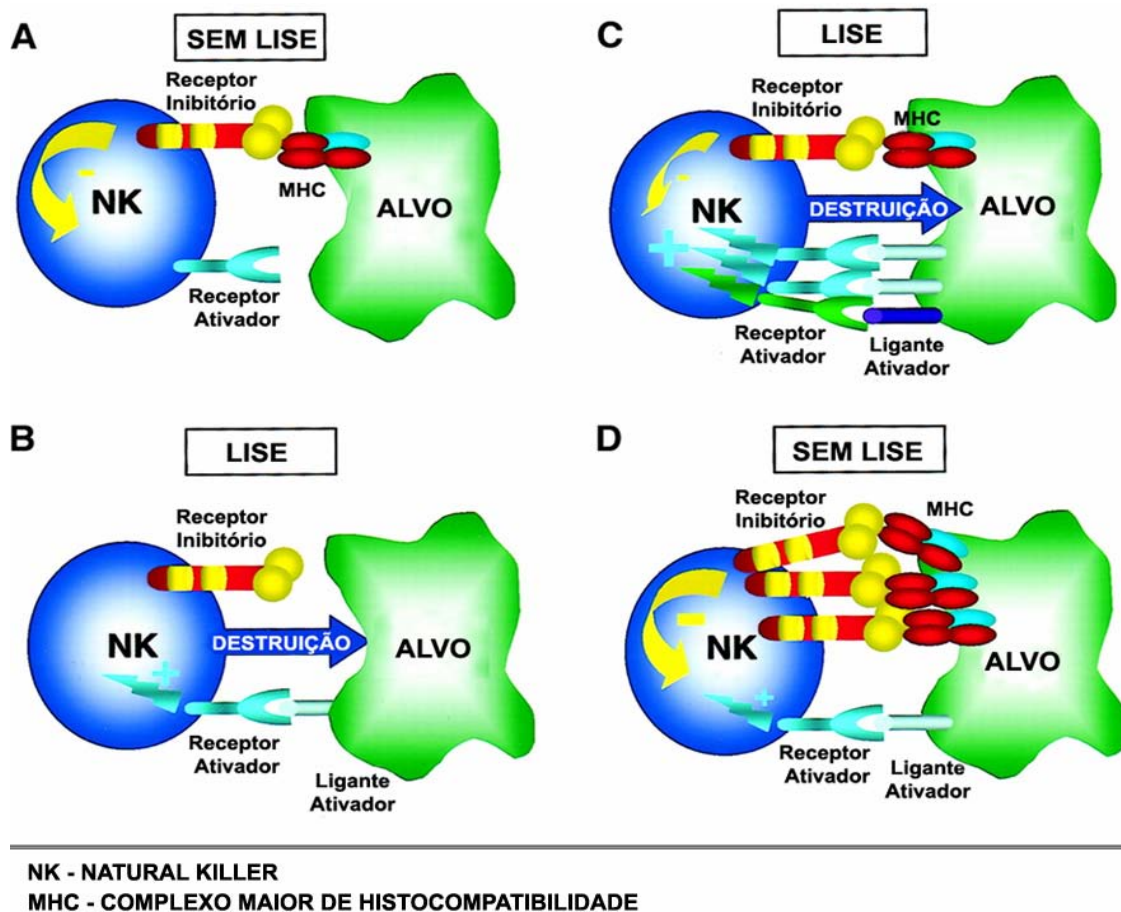 A
SEM LISE
Receptor
Inibitório
MHC
NK
ALVO
Receptor
Ativador
C
LISE
Receptor
Inibitório
MHC
NK
DESTRUIÇÃO
ALVO
Receptor
Ativador
Ligante
Ativador
B
LISE
Receptor
Inibitório
NK
DESTRUIÇÃO
ALVO
Receptor
Ativador
Ligante
Ativador
D
SEM LISE
Receptor
Inibitório
MHC
NK
ALVO
Receptor
Ativador
Ligante
Ativador
NK - NATURAL KILLER
MHC - COMPLEXO MAIOR DE HISTOCOMPATIBILIDADE